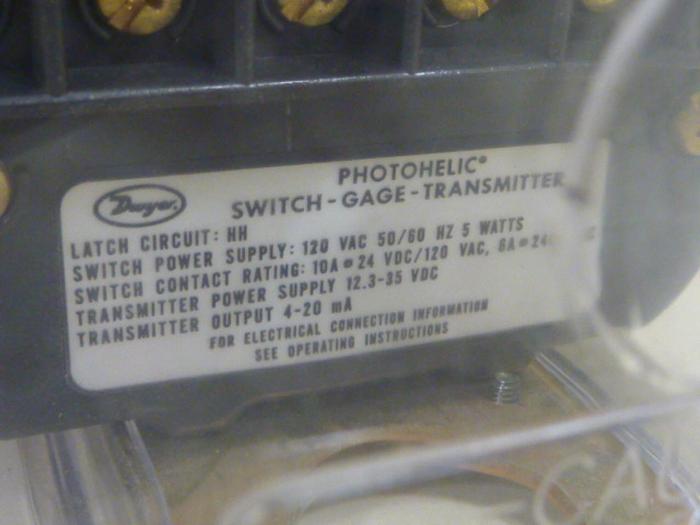 Dwyer
PHOTOHELIC®
SWITCH-GAGE-TRANSMITTER
LATCH CIRCUIT: HH
SWITCH POWER SUPPLY: 120 VAC 50/60 HZ 5 WATTS
SWITCH CONTACT RATING: 10A @ 24 VDC/120 VAC, 6A @
TRANSMITTER POWER SUPPLY 12.3-35 VDC
TRANSMITTER OUTPUT 4-20 mA
FOR ELECTRICAL CONNECTION INFORMATION
SEE OPERATING INSTRUCTIONS